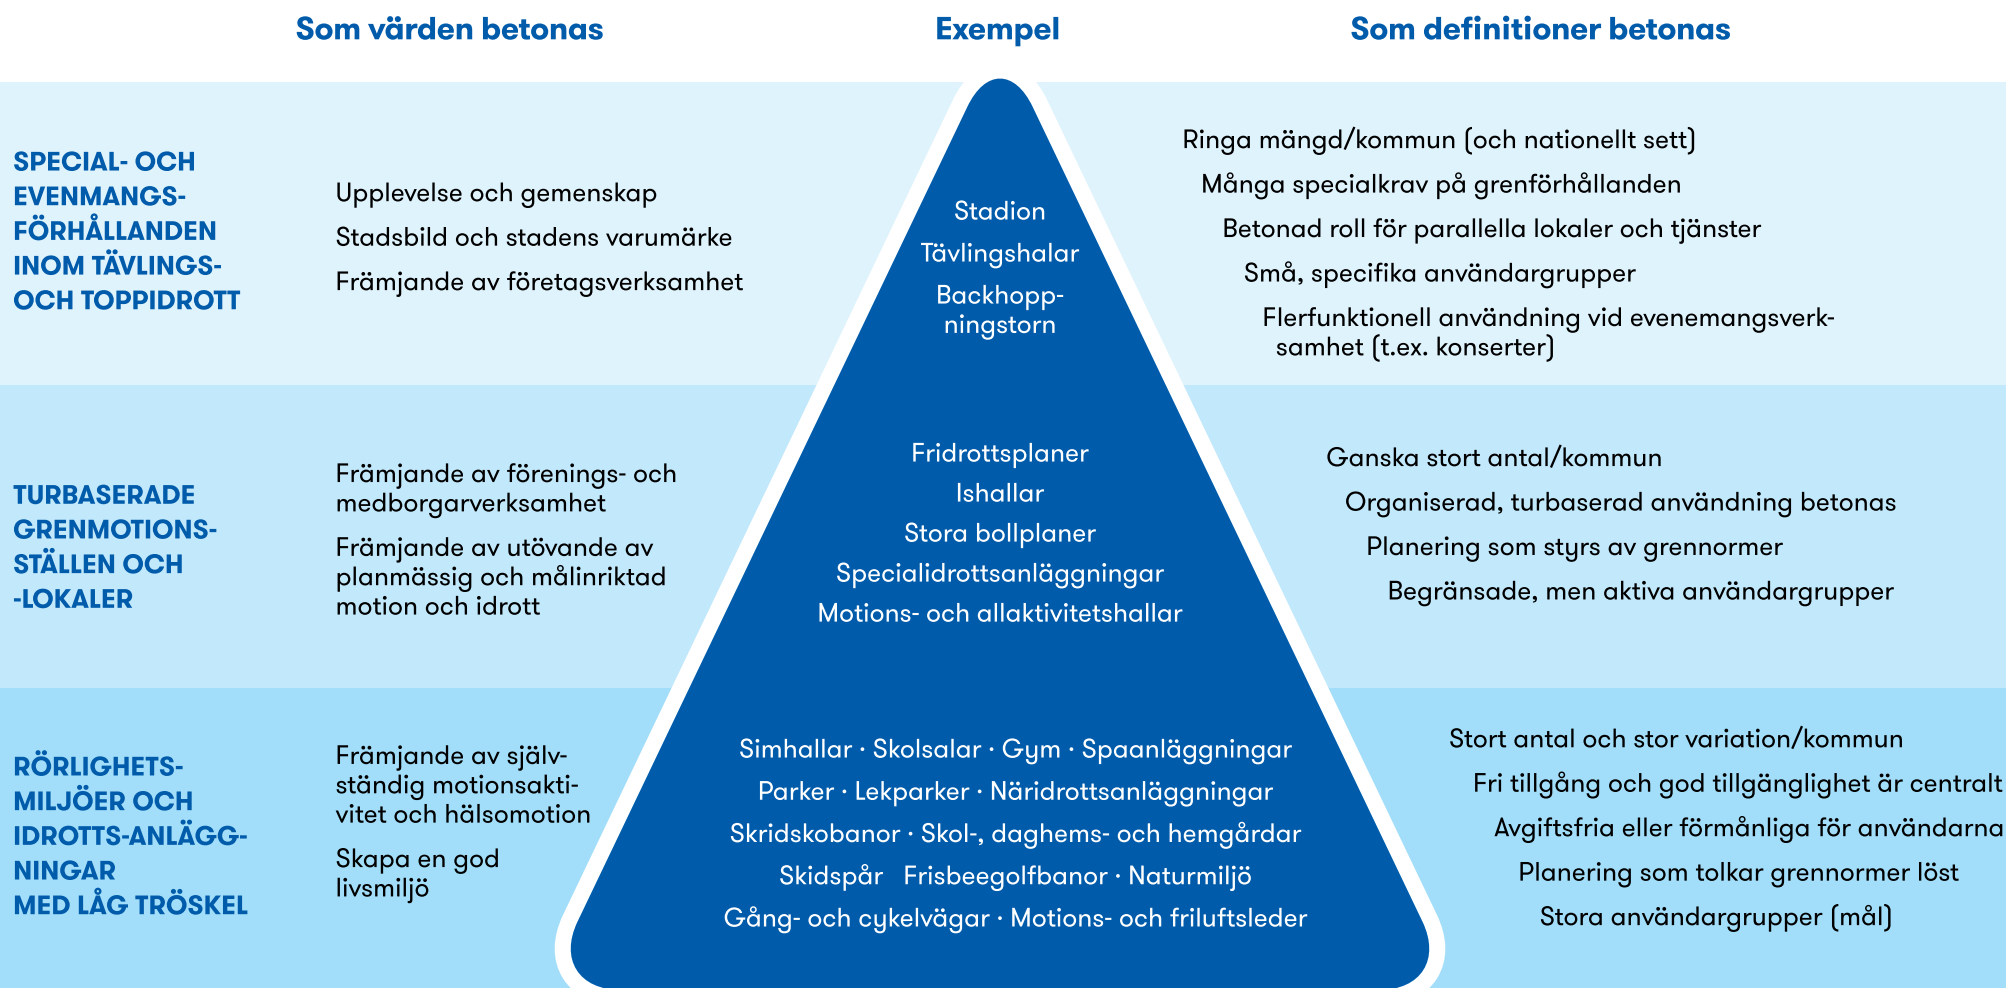 Som värden betonas
Exempel
Som definitioner betonas
SPECIAL- OCH
EVENMANGS-
FÖRHÅLLANDEN
INOM TÄVLINGS-
OCH TOPPIDROTT
Upplevelse och gemenskap
Stadsbild och stadens varumärke
Främjande av företagsverksamhet
Stadion
Tävlingshalar
Backhopp-
ningstorn
Ringa mängd/kommun (och nationellt sett)
Många specialkrav på grenförhållanden
Betonad roll för parallella lokaler och tjänster
Små, specifika användargrupper
Flerfunktionell användning vid evenemangsverk-
samhet (t.ex. konserter)
TURBASERADE
GRENMOTIONS-
STÄLLEN OCH
-LOKALER
Främjande av förenings- och
medborgarverksamhet
Främjande av utövande av
planmässig och målinriktad
motion och idrott
Fridrottsplaner
Ishallar
Stora bollplaner
Specialidrottsanläggningar
Motions- och allaktivitetshallar
Ganska stort antal/kommun
Organiserad, turbaserad användning betonas
Planering som styrs av grennormer
Begränsade, men aktiva användargrupper
RÖRLIGHETS-
MILJÖER OCH
IDROTTS-ANLÄGG-
NINGAR
MED LÅG TRÖSKEL
Främjande av själv-
ständig motionsakti-
vitet och hälsomotion
Skapa en god
livsmiljö
Simhallar · Skolsalar · Gym · Spaanläggningar
Parker · Lekparker · Näridrottsanläggningar
Skridskobanor · Skol-, daghems- och hemgårdar
Skidspår Frisbeegolfbanor · Naturmiljö
Gång- och cykelvägar · Motions- och friluftsleder
Stort antal och stor variation/kommun
Fri tillgång och god tillgänglighet är centralt
Avgiftsfria eller förmånliga för användarna
Planering som tolkar grennormer löst
Stora användargrupper (mål)